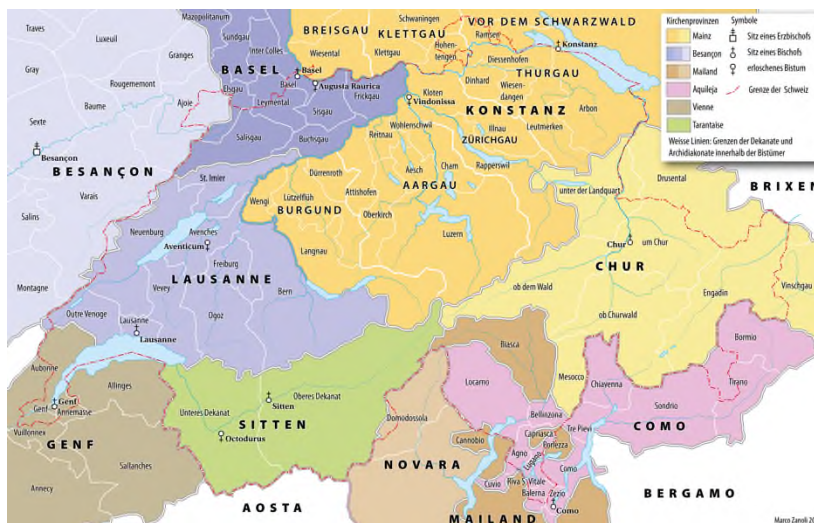 Kirchenprovinzen
Mainz
Besançon
Mailand
Aquileja
Vienne
Tarantaise
Symbole
Sitz eines Erzbischofs
Sitz eines Bischofs
erloschenes Bistum
Grenze der Schweiz
Weisse Linien: Grenzen der Dekanate und
Archidiakonate innerhalb der Bistümer
Mazopolitanum
Traves
Luxeuil
Sundgau
Inter Colles
BREISGAU
Schwaningen
KLETTGAU
VOR DEM SCHWARZWALD
Ramsen
Hohen-
tengen
Konstanz
Granges
Wiesental
Klettgau
Diessenhofen
Gray
BASEL
Basel
Basel
THURGAU
Rougemont
Elsgau
Augusta Raurica
Kloten
Dinhard
Wiesen-
dangen
Leymental
Frickgau
Vindonissa
Baume
Ajoie
Sisgau
KONSTANZ
Arbon
Sexte
Wohlenschwil
Illnau
Leutmerken
Salisgau
Buchsgau
Reitnau
ZÜRICHGAU
Besançon
BESANÇON
Dürrenroth
Aesch
Cham
Rapperswil
Drusental
St. Imier
AARGAU
unter der Landquart
BRIXEN
Varais
Lützelflüh
Attishofen
Wengi
BURGUND
Oberkirch
Salins
Neuenburg
Avenches
Luzern
Chur
um Chur
Aventicum
Langnau
CHUR
Freiburg
LAUSANNE
Bern
Vinschgau
Montagne
Vevey
ob dem Wald
Engadin
Outre Venoge
Lausanne
Ogoz
ob Churwald
Lausanne
Bormio
Aubonne
Biasca
Mesocco
Chiavenna
Allinges
Locarno
Tirano
Genf
Genf
Annemasse
Unteres Dekanat
Sitten
Oberes Dekanat
Domodossola
Bellinzona
Sondrio
SITTEN
Octodurus
Capriasca
Tre Pievi
COMO
Vuillonnex
GENF
Cannobio
Porlezza
Agno
Lugano
Sallanches
NOVARA
Cuvio
Riva S. Vitale
Como
Annecy
Balerna
Zezio
BERGAMO
AOSTA
MAILAND
Como